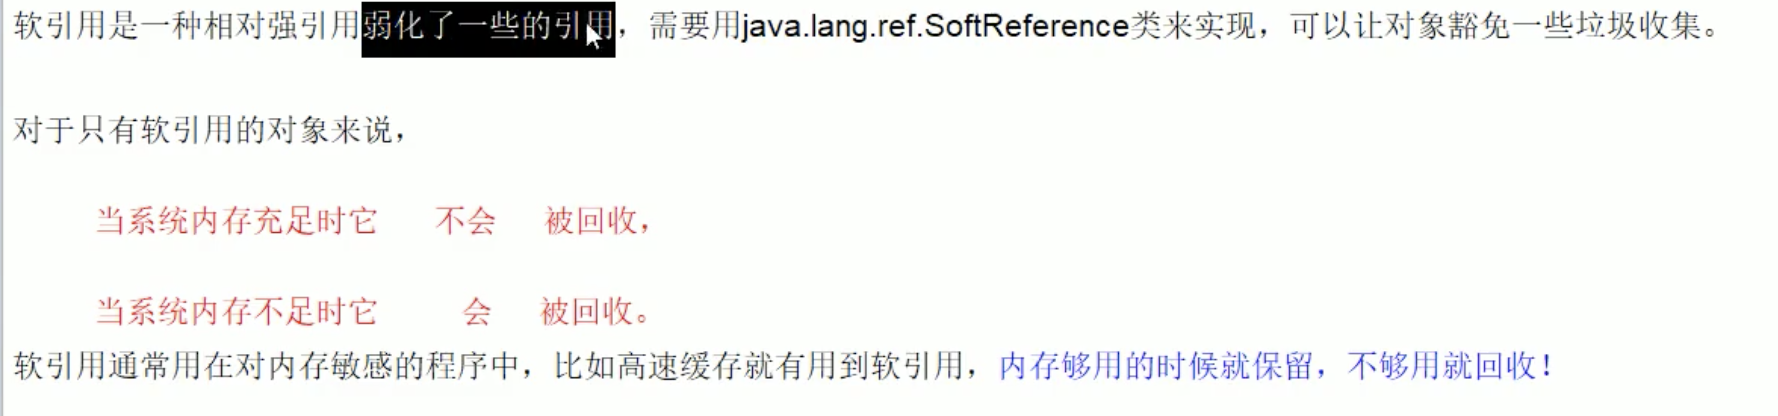 软引用是一种相对强引用弱化了一些的引用，需要用java.lang.ref.SoftReference类来实现，可以让对象豁免一些垃圾收集。
对于只有软引用的对象来说，
当系统内存充足时它 不会 被回收，
当系统内存不足时它 会 被回收。
软引用通常用在对内存敏感的程序中，比如高速缓存就有用到软引用，内存够用的时候就保留，不够用就回收！